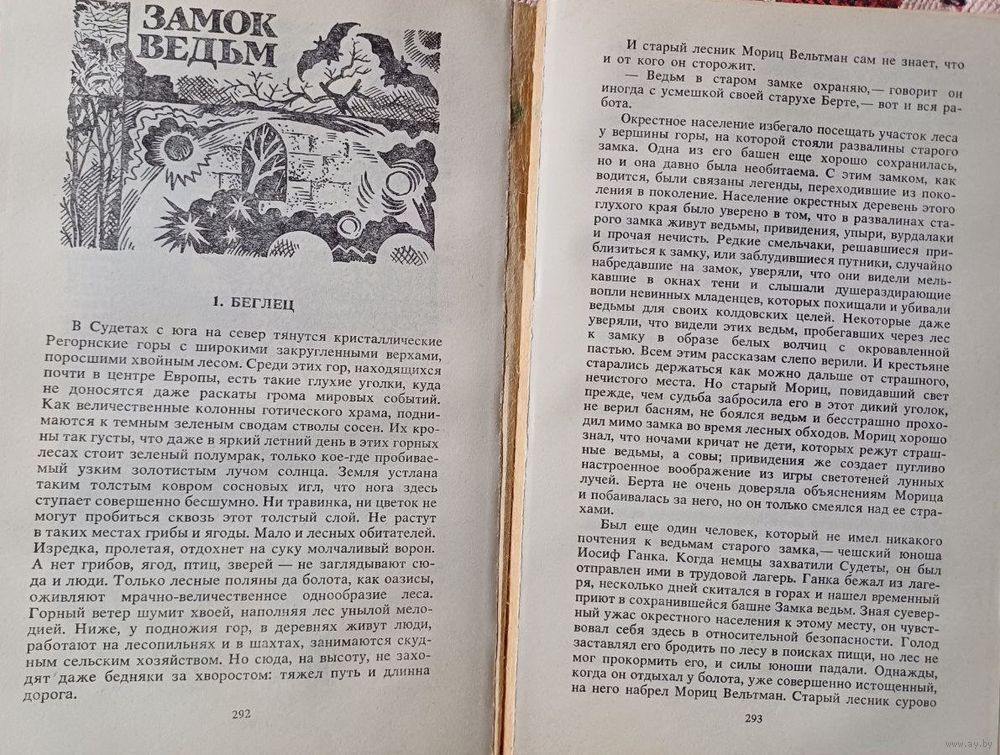 ЗАМОК
ВЕДЬМ
1. БЕГЛЕЦ
В Судетах с юга на север тянутся кристаллические
Регорнские горы с широкими закругленными верхами,
поросшими хвойным лесом. Среди этих гор, находящихся
почти в центре Европы, есть такие глухие уголки, куда
не доносятся даже раскаты грома мировых событий.
Как величественные колонны готического храма, подни-
маются к темным зеленым сводам стволы сосен. Их кро-
ны так густы, что даже в яркий летний день в этих горных
лесах стоит зеленый полумрак, только кое-где пробивае-
мый узким золотистым лучом солнца. Земля устлана
таким толстым ковром сосновых игл, что нога здесь
ступает совершенно бесшумно. Ни травинка, ни цветок не
могут пробиться сквозь этот толстый слой. Не растут
в таких местах грибы и ягоды. Мало и лесных обитателей.
Изредка, пролетая, отдохнет на суку молчаливый ворон.
А нет грибов, ягод, птиц, зверей — не заглядывают сю-
да и люди. Только лесные поляны да болота, как оазисы,
оживляют мрачно-величественное однообразие леса.
Горный ветер шумит хвоей, наполняя лес унылой мело-
дией. Ниже, у подножия гор, в деревнях живут люди,
работают на лесопильнях и в шахтах, занимаются скуд-
ным сельским хозяйством. Но сюда, на высоту, не захо-
дят даже бедняки за хворостом: тяжел путь и длинна
дорога.
292
И старый лесник Мориц Вельтман сам не знает, что
и от кого он сторожит.
— Ведьм в старом замке охраняю,— говорит он
иногда с усмешкой своей старухе Берте,— вот и вся ра-
бота.
Окрестное население избегало посещать участок леса
у вершины горы, на которой стояли развалины старого
замка. Одна из его башен еще хорошо сохранилась,
но и она давно была необитаема. С этим замком, как
водится, были связаны легенды, переходившие из поко-
ления в поколение. Население окрестных деревень этого
глухого края было уверено в том, что в развалинах ста-
рого замка живут ведьмы, привидения, упыри, вурдалаки
и прочая нечисть. Редкие смельчаки, решавшиеся при-
близиться к замку, или заблудившиеся путники, случайно
набредавшие на замок, уверяли, что они видели мель-
кавшие в окнах тени и слышали душераздирающие
вопли невинных младенцев, которых похищали и убивали
ведьмы для своих колдовских целей. Некоторые даже
уверяли, что видели этих ведьм, пробегавших через лес
к замку в образе белых волчиц с окровавленной
пастью. Всем этим рассказам слепо верили. И крестьяне
старались держаться как можно дальше от страшного,
нечистого места. Но старый Мориц, повидавший свет
прежде, чем судьба забросила его в этот дикий уголок,
не верил басням, не боялся ведьм и бесстрашно прохо-
дил мимо замка во время лесных обходов. Мориц хорошо
знал, что ночами кричат не дети, которых режут страш-
ные ведьмы, а совы; привидения же создает пугливо
настроенное воображение из игры светотеней лунных
лучей. Берта не очень доверяла объяснениям Морица
и побаивалась за него, но он только смеялся над ее стра-
хами.
Был еще один человек, который не имел никакого
почтения к ведьмам старого замка,— чешский юноша
Иосиф Ганка. Когда немцы захватили Судеты, он был
отправлен ими в трудовой лагерь. Ганка бежал из лаге-
ря, несколько дней скитался в горах и нашел временный
приют в сохранившейся башне Замка ведьм. Зная суевер-
ный ужас окрестного населения к этому месту, он чувст-
вовал себя здесь в относительной безопасности. Голод
заставлял его бродить по лесу в поисках пищи, но лес не
мог прокормить его, и силы юноши падали. Однажды,
когда он отдыхал у болота, уже совершенно истощенный,
на него набрел Мориц Вельтман. Старый лесник сурово
293
www.ay.by